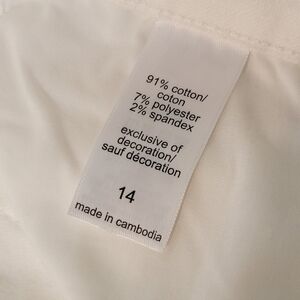 91% cotton/
coton
7% polyester
2% spandex
exclusive of
decoration/
sauf décoration
14
made in cambodia